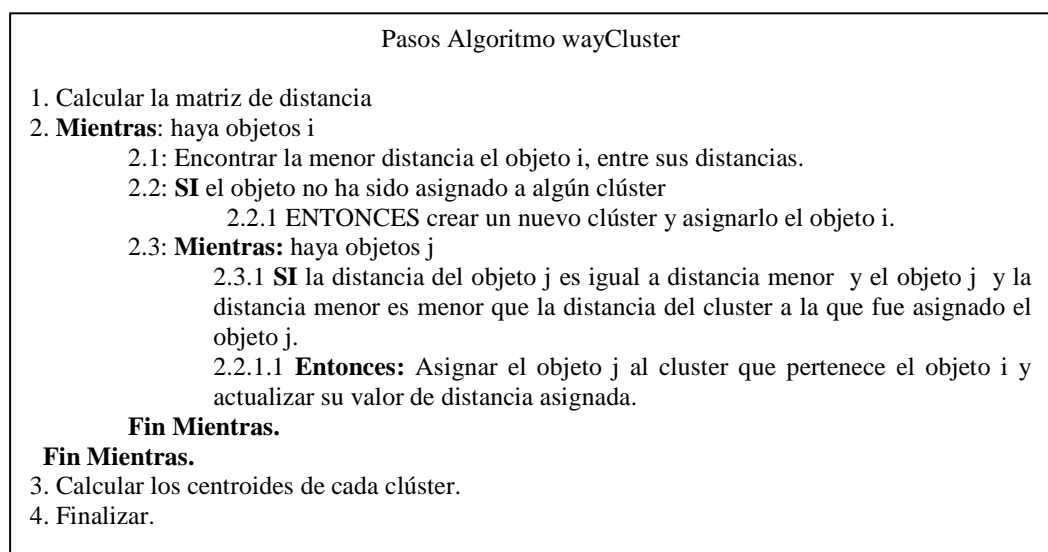 Pasos Algoritmo wayCluster
1. Calcular la matriz de distancia
2. Mientras: haya objetos i
2.1: Encontrar la menor distancia el objeto i, entre sus distancias.
2.2: SI el objeto no ha sido asignado a algún clúster
2.2.1 ENTONCES crear un nuevo clúster y asignarlo el objeto i.
2.3: Mientras: haya objetos j
2.3.1 SI la distancia del objeto j es igual a distancia menor y el objeto j y la
distancia menor es menor que la distancia del cluster a la que fue asignado el
objeto j.
2.2.1.1 Entonces: Asignar el objeto j al cluster que pertenece el objeto i y
actualizar su valor de distancia asignada.
Fin Mientras.
Fin Mientras.
3. Calcular los centroides de cada clúster.
4. Finalizar.